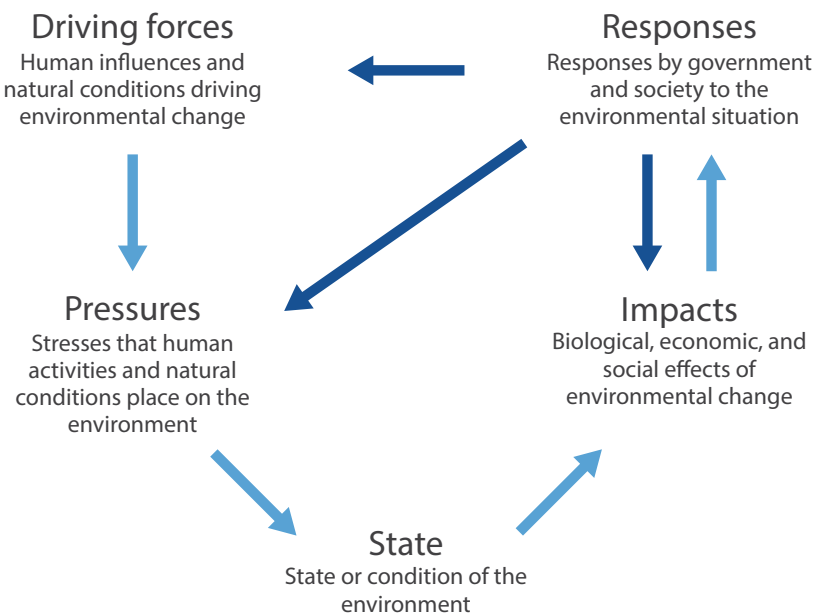 Driving forces
Human influences and
natural conditions driving
environmental change
Responses
Responses by government
and society to the
environmental situation
Pressures
Stresses that human
activities and natural
conditions place on the
environment
Impacts
Biological, economic, and
social effects of
environmental change
State
State or condition of the
environment